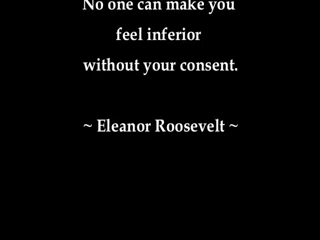 No one can make you
feel inferior
without your consent.
~ Eleanor Roosevelt ~